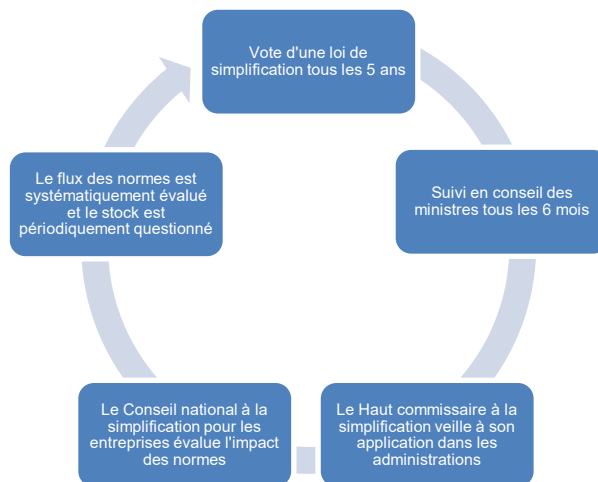 Vote d'une loi de
simplification tous les 5 ans
Suivi en conseil des
ministres tous les 6 mois
Le Haut commissaire à la
simplification veille à son
application dans les
administrations
Le Conseil national à la
simplification pour les
entreprises évalue l'impact
des normes
Le flux des normes est
systématiquement évalué
et le stock est
périodiquement questionné